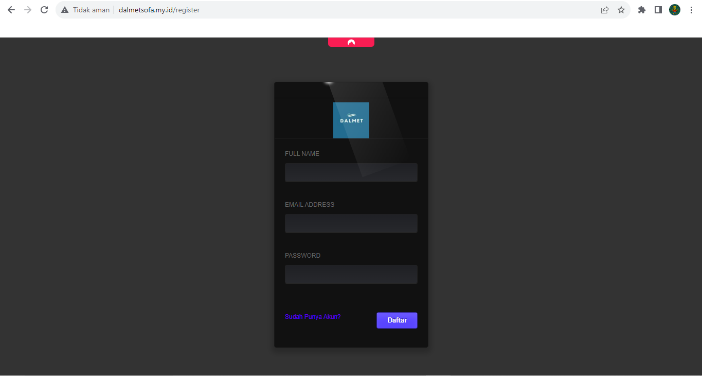 Tidak aman
dalmetsofa.my.id/register
DALMET
FULL NAME
EMAIL ADDRESS
PASSWORD
Sudah Punya Akun?
Daftar